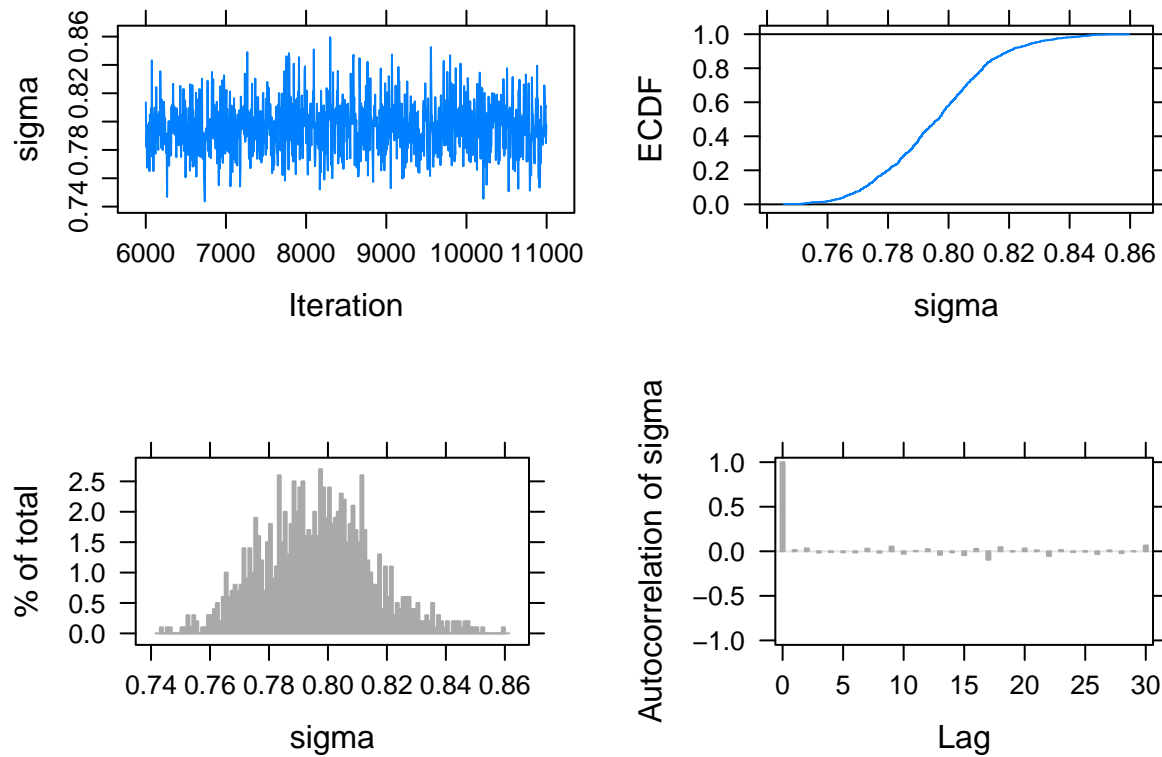 sigma
0.74 0.78 0.82 0.86
6000 7000 8000 9000 10000 11000
Iteration
ECDF
1.0
0.8
0.6
0.4
0.2
0.0
0.76 0.78 0.80 0.82 0.84 0.86
sigma
% of total
2.5
2.0
1.5
1.0
0.5
0.0
0.74 0.76 0.78 0.80 0.82 0.84 0.86
sigma
Autocorrelation of sigma
1.0
0.5
0.0
−0.5
−1.0
0 5 10 15 20 25 30
Lag